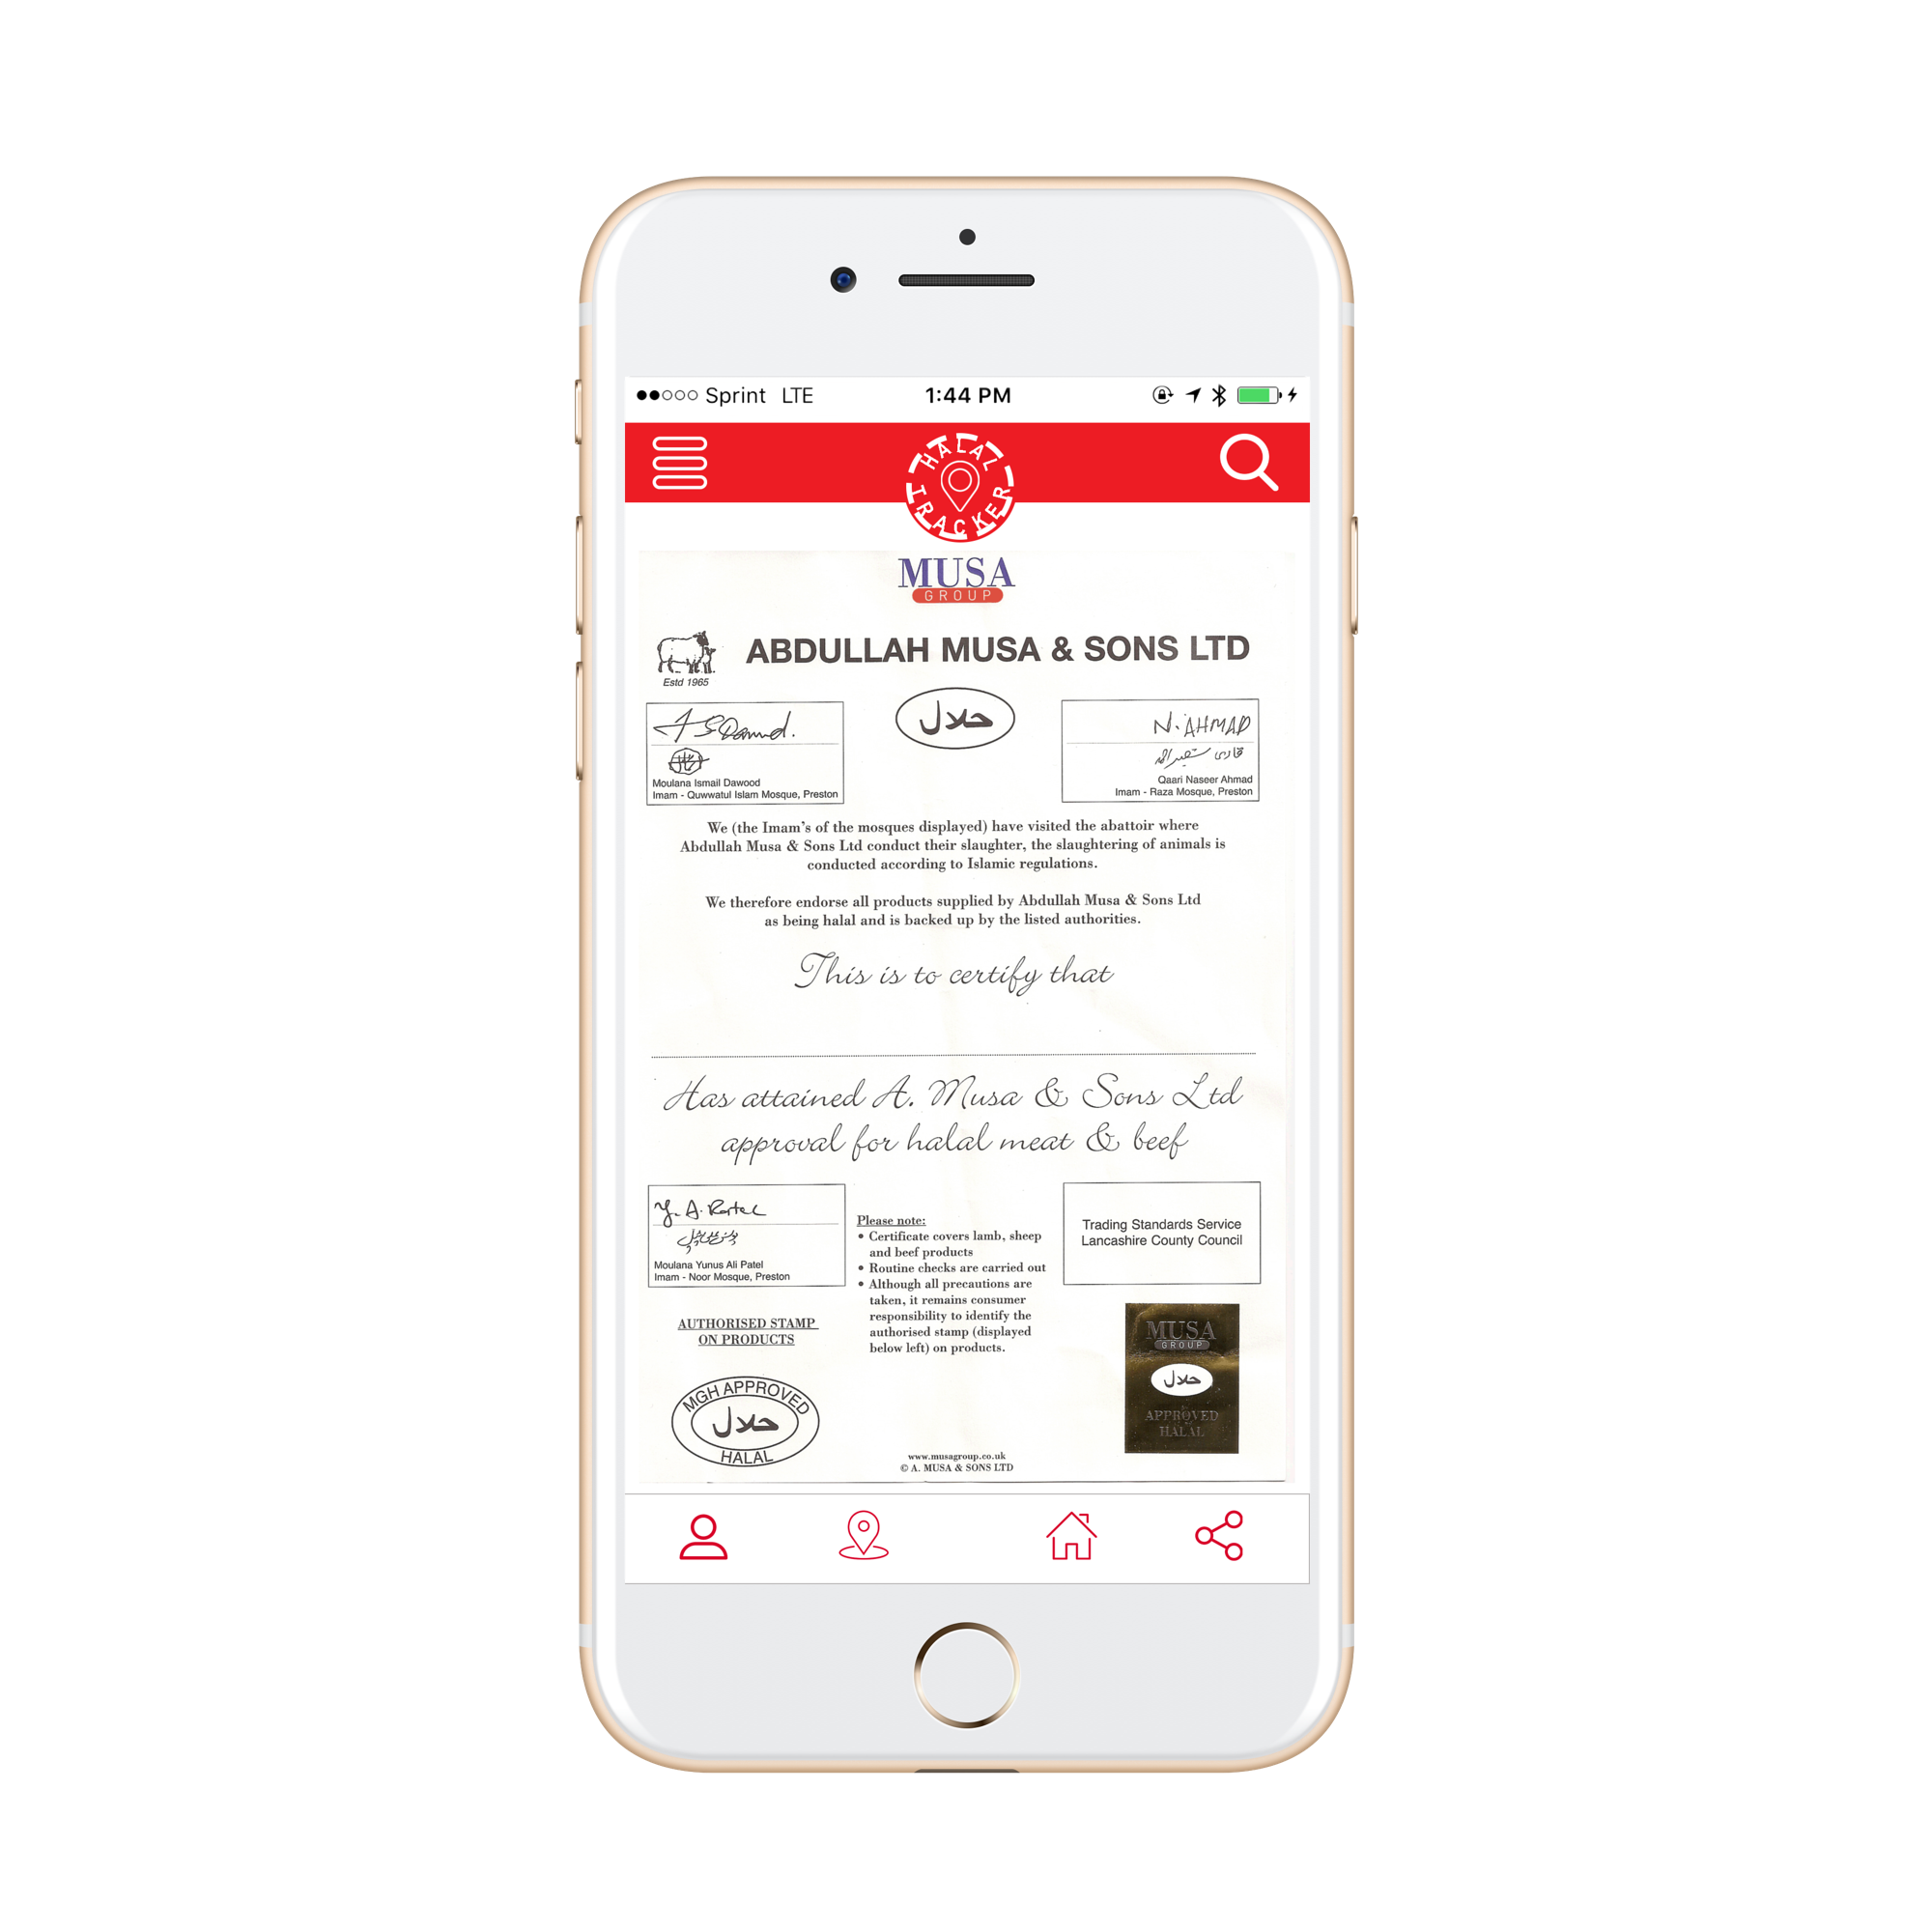 Sprint LTE 1:44 PM
HALAL TRACKER
MUSA
GROUP
ABDULLAH MUSA & SONS LTD
Estd 1965
حلال
N. AHMAD
Moulana Ismail Dawood
Imam - Quwwatul Islam Mosque, Preston
Qaari Naseer Ahmad
Imam - Raza Mosque, Preston
We (the Imam's of the mosques displayed) have visited the abattoir where
Abdullah Musa & Sons Ltd conduct their slaughter, the slaughtering of animals is
conducted according to Islamic regulations.
We therefore endorse all products supplied by Abdullah Musa & Sons Ltd
as being halal and is backed up by the listed authorities.
This is to certify that
Has attained A. Musa & Sons Ltd
approval for halal meat & beef
Moulana Yunus Ali Patel
Imam - Noor Mosque, Preston
Please note:
• Certificate covers lamb, sheep
and beef products
• Routine checks are carried out
• Although all precautions are
taken, it remains consumer
responsibility to identify the
authorised stamp (displayed
below left) on products.
Trading Standards Service
Lancashire County Council
AUTHORISED STAMP
ON PRODUCTS
MGH APPROVED
حلال
HALAL
MUSA
GROUP
حلال
APPROVED
HALAL
www.musagroup.co.uk
© A. MUSA & SONS LTD